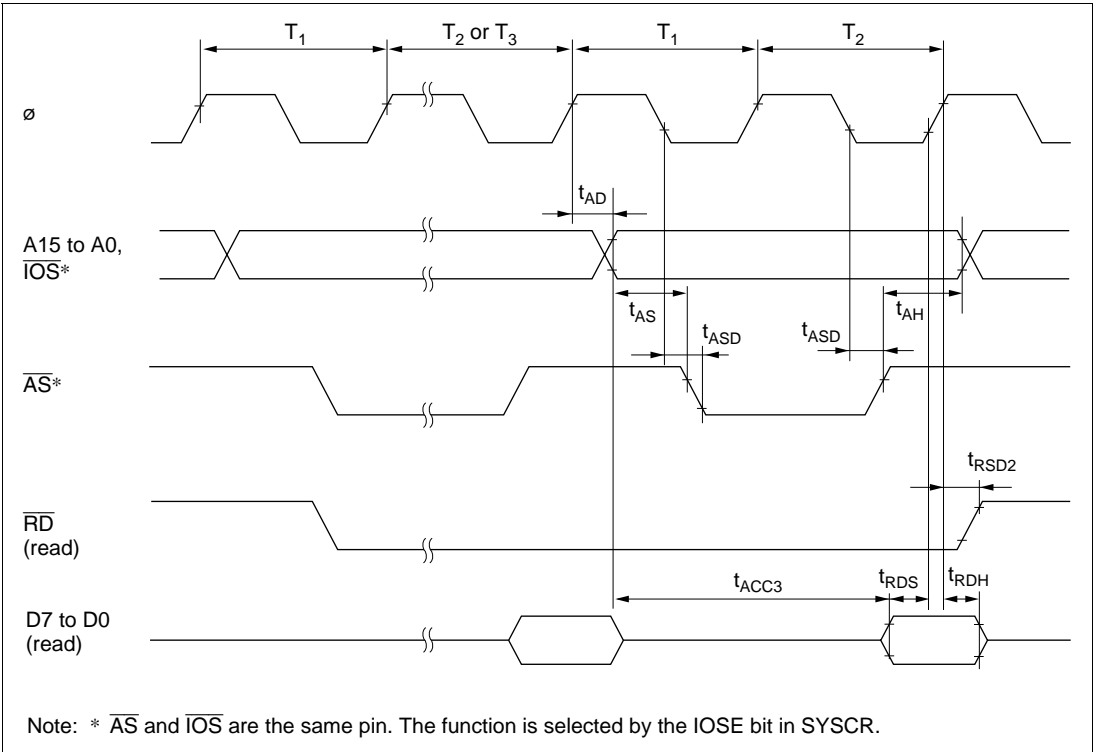 T1 T2 or T3 T1 T2
ø
tAD
A15 to A0,
IOS*
tAS tASD tASD tAH
AS*
tRSD2
RD
(read)
tACC3 tRDS tRDH
D7 to D0
(read)
Note: * AS and IOS are the same pin. The function is selected by the IOSE bit in SYSCR.